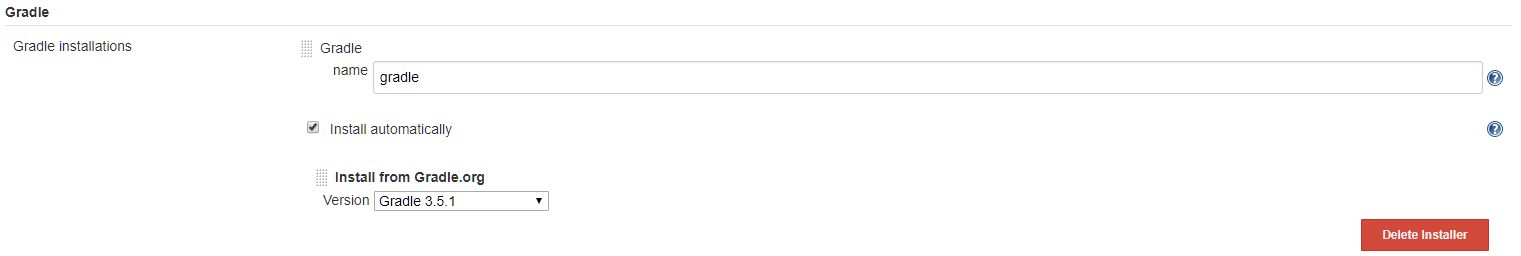 Gradle
Gradle installations
Gradle
name
gradle
?
Install automatically
?
Install from Gradle.org
Version Gradle 3.5.1
Delete Installer